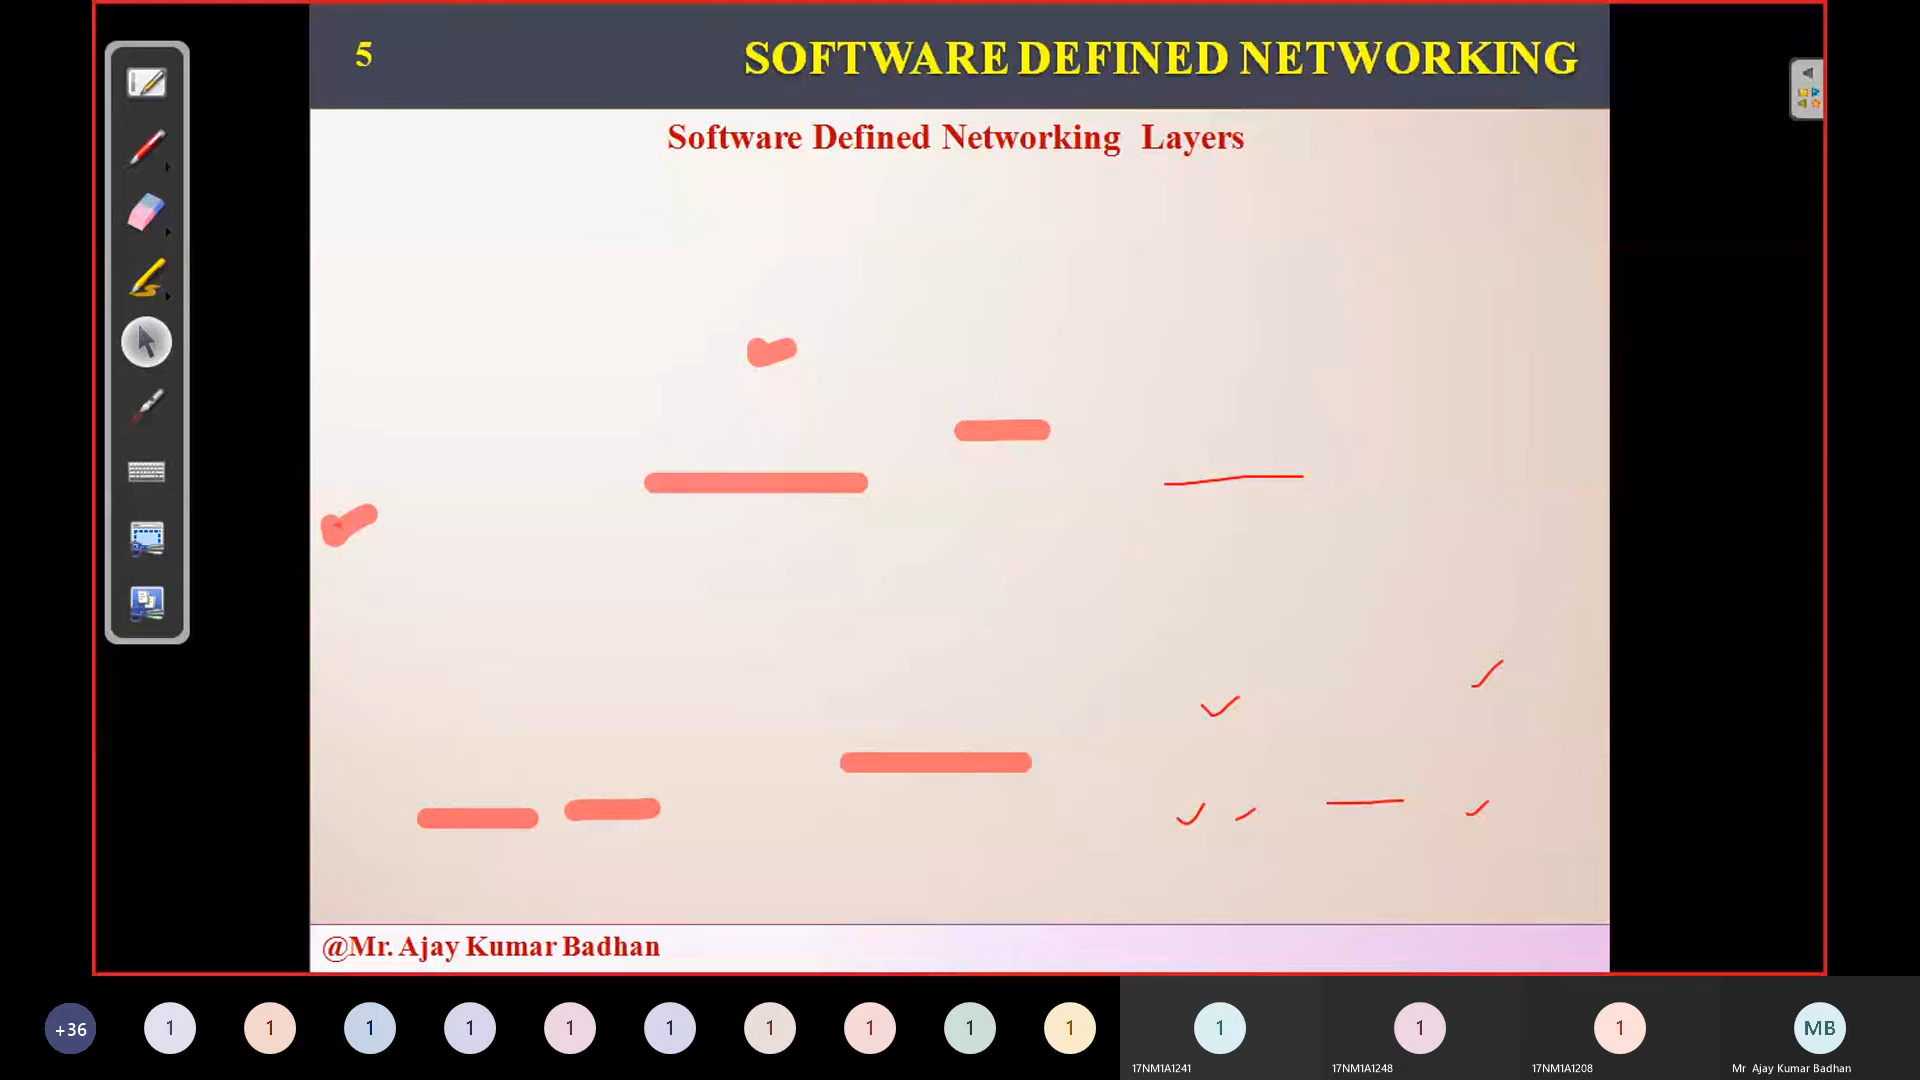 5
SOFTWARE DEFINED NETWORKING
Software Defined Networking Layers
@Mr. Ajay Kumar Badhan
+36 1 1 1 1 1 1 1 1 1 1 1 1 1 MB
17NM1A1241 17NM1A1248 17NM1A1208 Mr Ajay Kumar Badhan